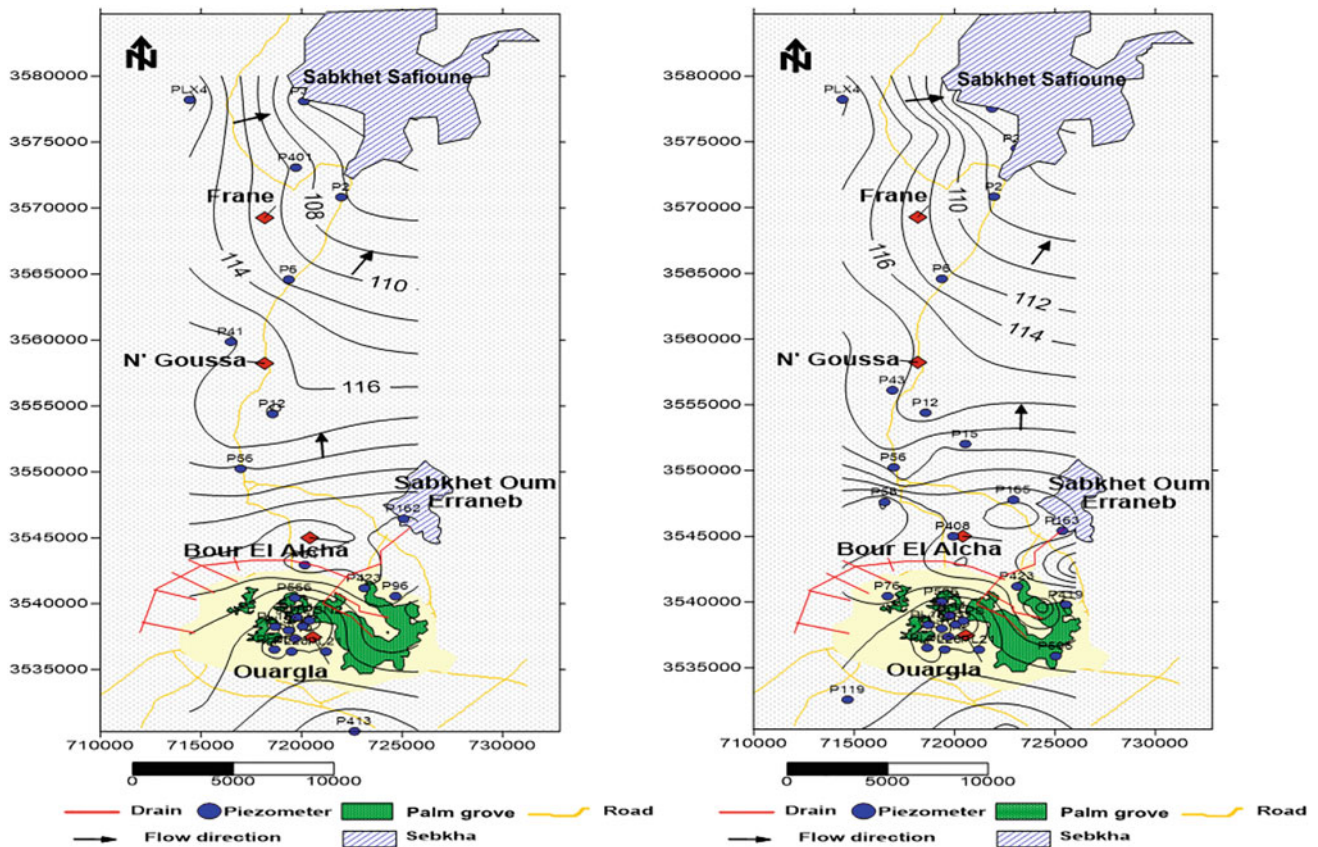 N
Sabkhet Safioune
3580000
PLX4
3575000
P401
Frane
P2
3570000
108
114
P6
3565000
110
P41
3560000
N' Goussa
116
P12
3555000
P56
3550000
Sabkhet Oum
Erraneb
P162
3545000
Bour El Alcha
P423
P96
3540000
3535000
Ouargla
P413
710000 715000 720000 725000 730000
0 5000 10000
Drain Piezometer Palm grove Road
Flow direction Sebkha
N
Sabkhet Safioune
3580000
PLX4
3575000
Frane
P2
3570000
110
116
P6
3565000
112
114
3560000
N' Goussa
P43
P12
3555000
P15
P56
3550000
P58
P165
Sabkhet Oum
Erraneb
P163
3545000
P408
Bour El Alcha
P76
P423
P419
3540000
3535000
Ouargla
P119
710000 715000 720000 725000 730000
0 5000 10000
Drain Piezometer Palm grove Road
Flow direction Sebkha